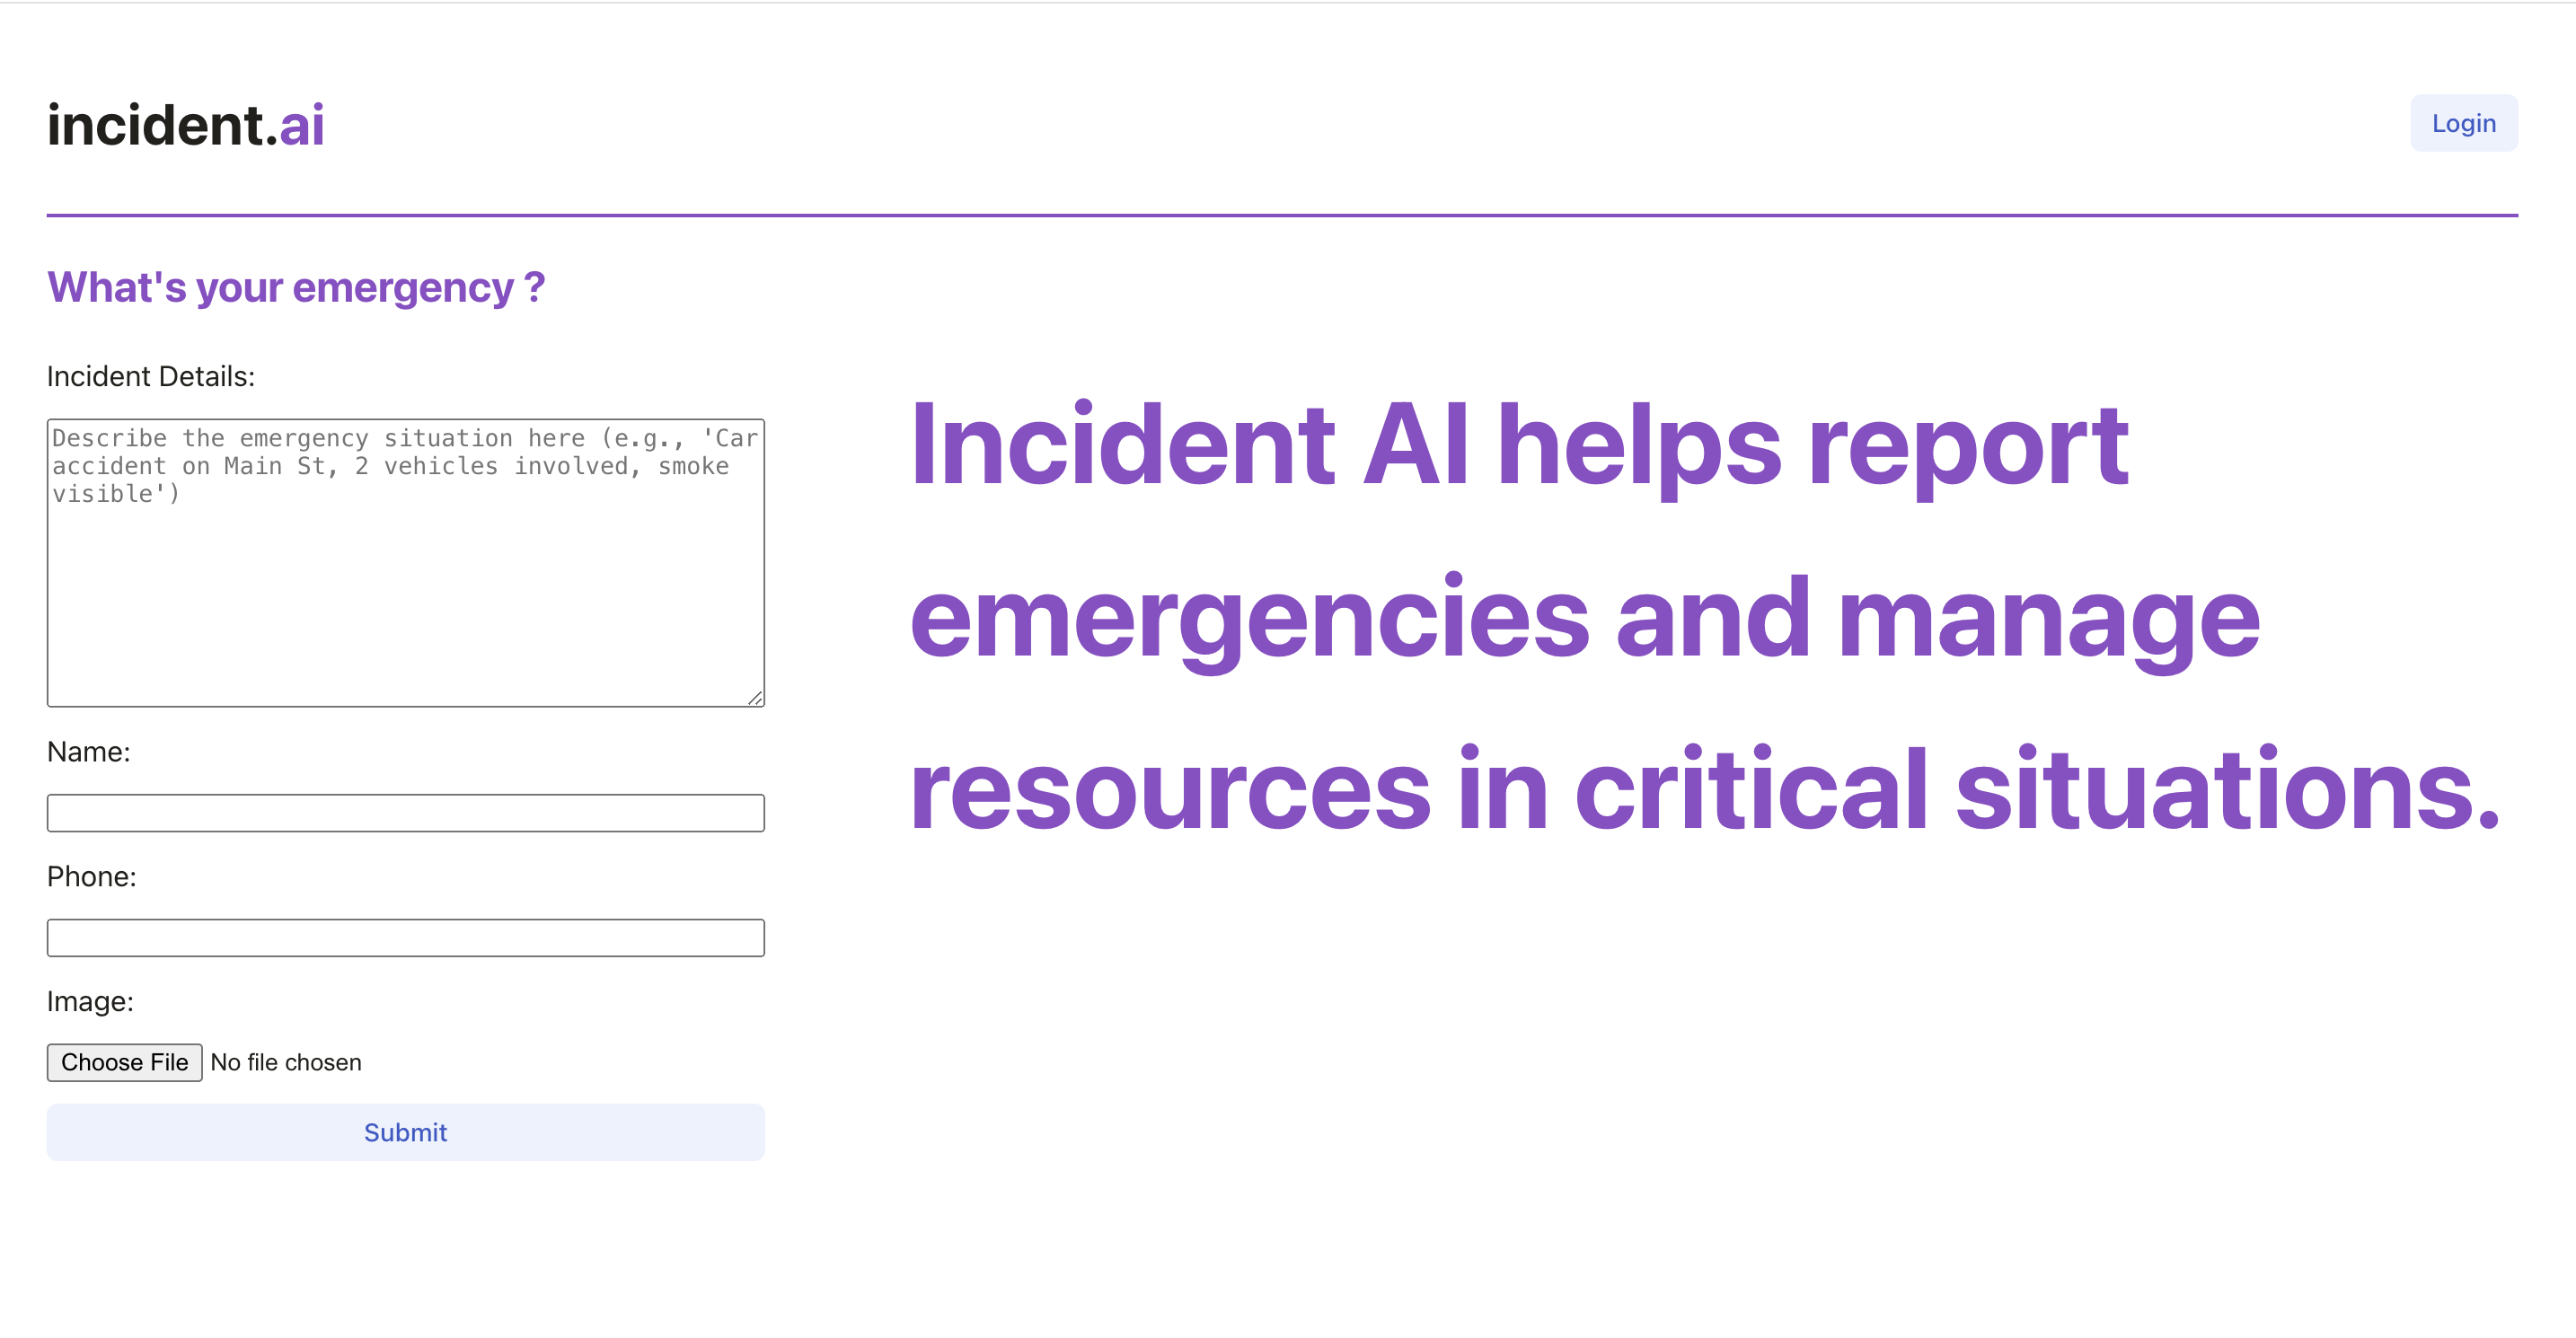 incident.ai
Login
What's your emergency ?
Incident Details:
Describe the emergency situation here (e.g., 'Car
accident on Main St, 2 vehicles involved, smoke
visible')
Name:
Phone:
Image:
Choose File No file chosen
Submit
Incident AI helps report
emergencies and manage
resources in critical situations.